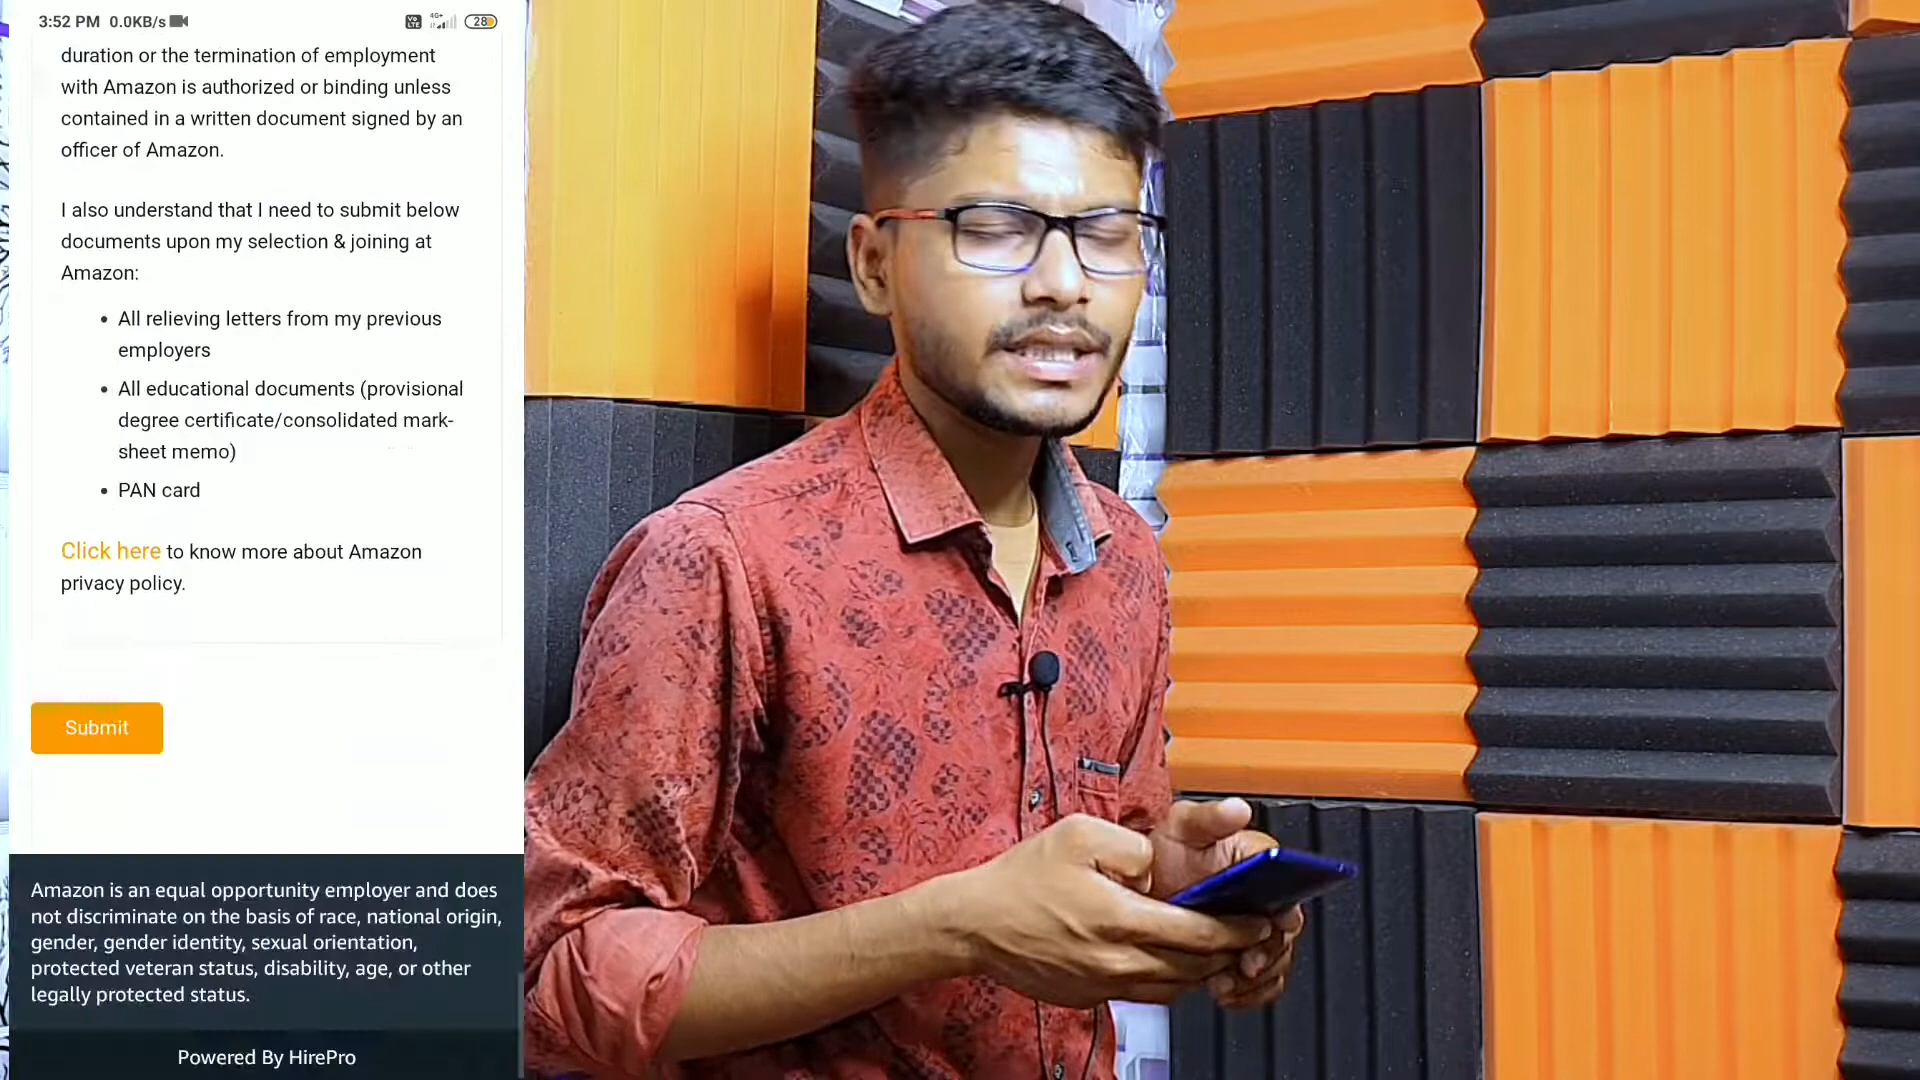 3:52 PM 0.0KB/s Vo LTE 4G+ 28
duration or the termination of employment
with Amazon is authorized or binding unless
contained in a written document signed by an
officer of Amazon.
I also understand that I need to submit below
documents upon my selection & joining at
Amazon:
• All relieving letters from my previous
employers
• All educational documents (provisional
degree certificate/consolidated mark-
sheet memo)
• PAN card
Click here to know more about Amazon
privacy policy.
Submit
Amazon is an equal opportunity employer and does
not discriminate on the basis of race, national origin,
gender, gender identity, sexual orientation,
protected veteran status, disability, age, or other
legally protected status.
Powered By HirePro